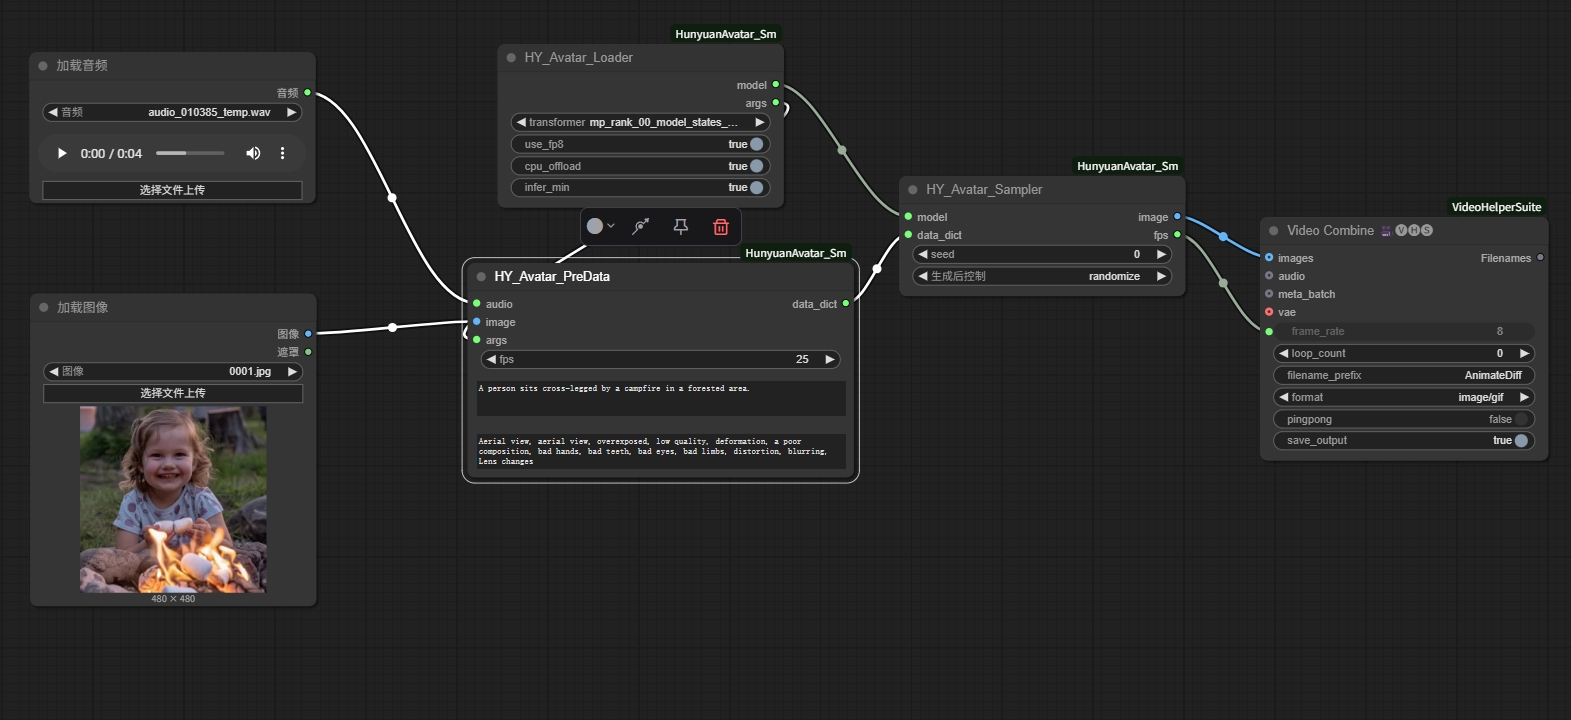 加载音频
音频
音频 audio_010385_temp.wav
0:00 / 0:04
选择文件上传
加载图像
图像
遮罩
图像 0001.jpg
选择文件上传
480 × 480
HunyuanAvatar_Sm
HY_Avatar_Loader
model
args
transformer mp_rank_00_model_states_...
use_fp8 true
cpu_offload true
infer_min true
HunyuanAvatar_Sm
HY_Avatar_PreData
audio data_dict
image
args
fps 25
A person sits cross-legged by a campfire in a forested area.
Aerial view, aerial view, overexposed, low quality, deformation, a poor
composition, bad hands, bad teeth, bad eyes, bad limbs, distortion, blurring,
Lens changes
HunyuanAvatar_Sm
HY_Avatar_Sampler
model image
data_dict fps
seed 0
生成后控制 randomize
VideoHelperSuite
Video Combine VHS
images Filenames
audio
meta_batch
vae
frame_rate 8
loop_count 0
filename_prefix AnimateDiff
format image/gif
pingpong false
save_output true